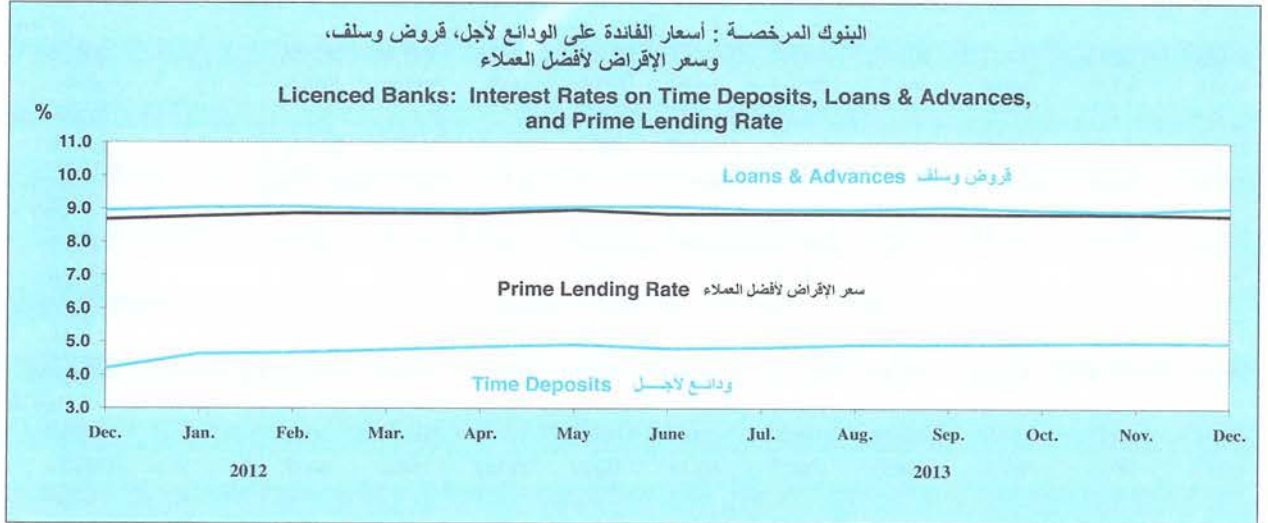 البنوك المرخصــة : أسعار الفائدة على الودائع لأجل، قروض وسلف،
وسعر الإقراض لأفضل العملاء
Licenced Banks: Interest Rates on Time Deposits, Loans & Advances,
and Prime Lending Rate
%
11.0
10.0
9.0
8.0
7.0
6.0
5.0
4.0
3.0
Loans & Advances قروض وسلف
Prime Lending Rate سعر الإقراض لأفضل العملاء
Time Deposits ودائــع لأجــــل
Dec. Jan. Feb. Mar. Apr. May June Jul. Aug. Sep. Oct. Nov. Dec.
2012 2013